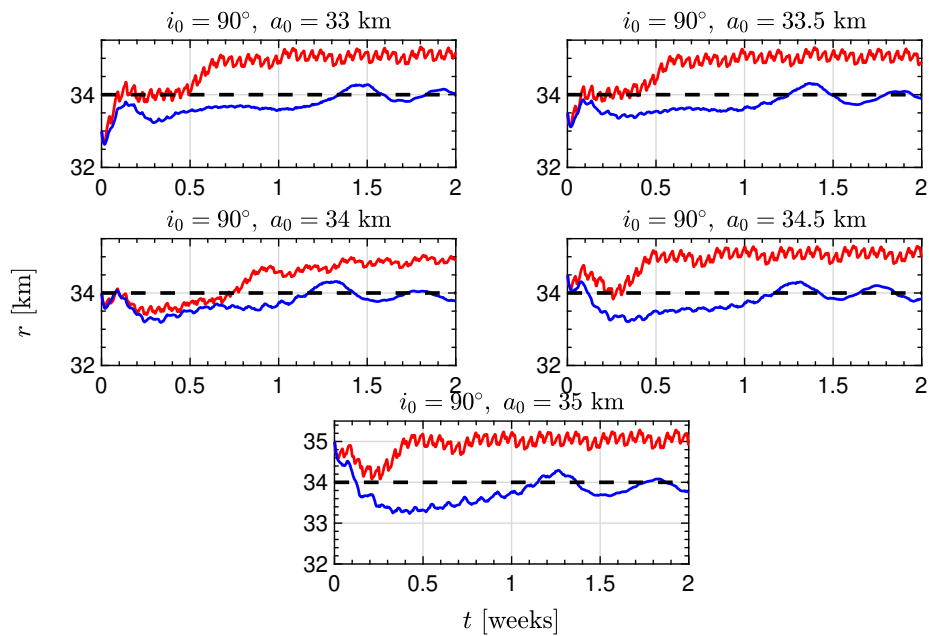 i₀ = 90°, a₀ = 33 km
i₀ = 90°, a₀ = 33.5 km
34
32
0 0.5 1 1.5 2
34
32
0 0.5 1 1.5 2
i₀ = 90°, a₀ = 34 km
i₀ = 90°, a₀ = 34.5 km
r [km]
34
32
0 0.5 1 1.5 2
34
32
0 0.5 1 1.5 2
i₀ = 90°, a₀ = 35 km
35
34
33
32
0 0.5 1 1.5 2
t [weeks]